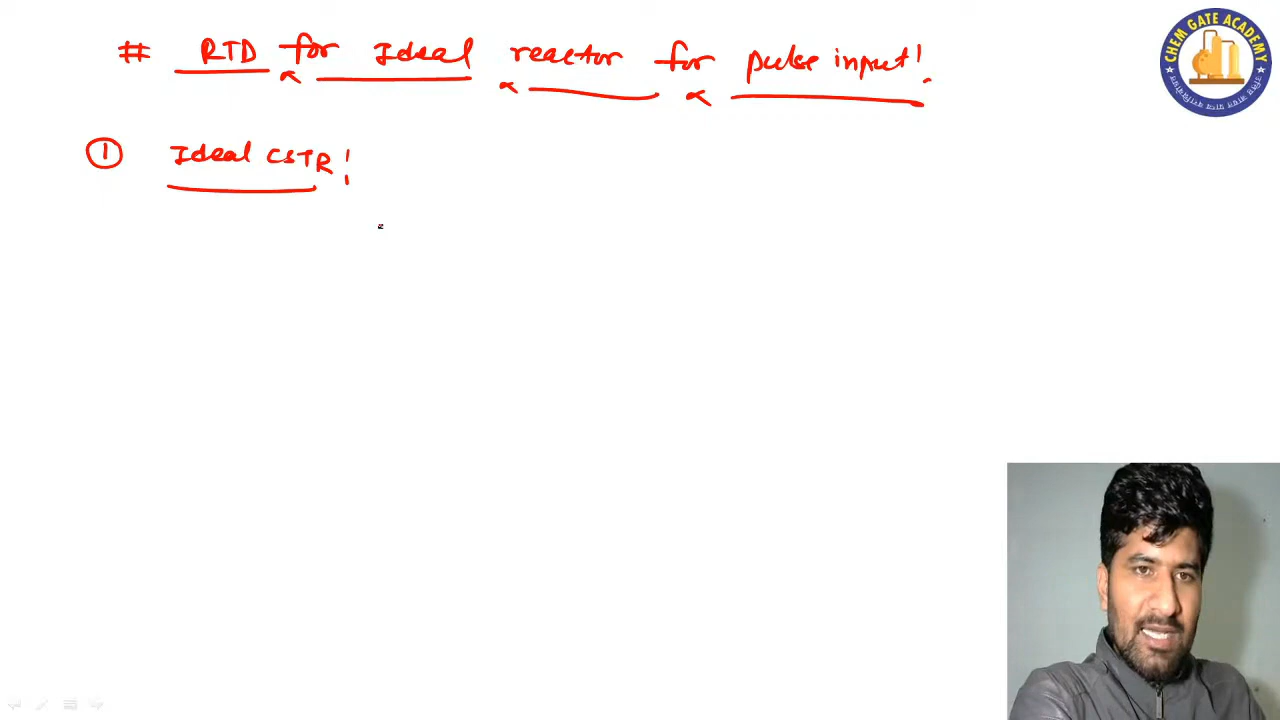 # RTD for Ideal reactor for pulse input!
① Ideal CSTR!
CHEM GATE ACADEMY